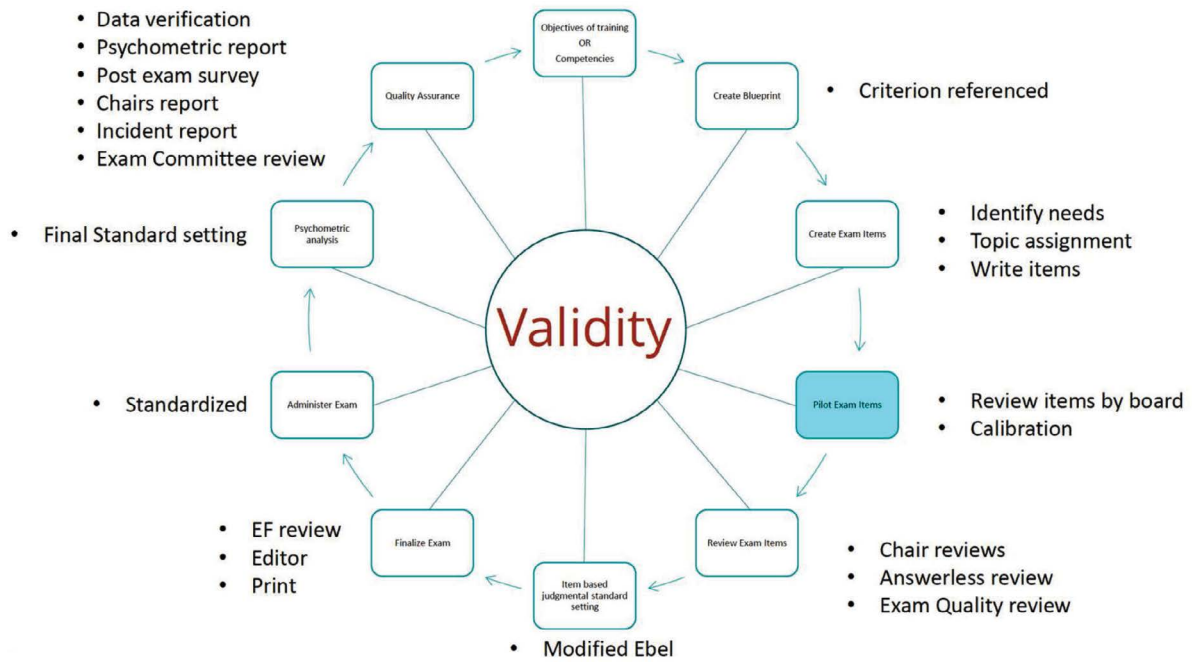 • Data verification
• Psychometric report
• Post exam survey
• Chairs report
• Incident report
• Exam Committee review
Quality Assurance
Objectives of training
OR
Competencies
Create Blueprint
• Criterion referenced
• Final Standard setting
Psychometric
analysis
Create Exam Items
• Identify needs
• Topic assignment
• Write items
Validity
• Standardized
Administer Exam
Pilot Exam Items
• Review items by board
• Calibration
• EF review
• Editor
• Print
Finalize Exam
Item based
judgmental standard
setting
• Modified Ebel
Review Exam Items
• Chair reviews
• Answerless review
• Exam Quality review